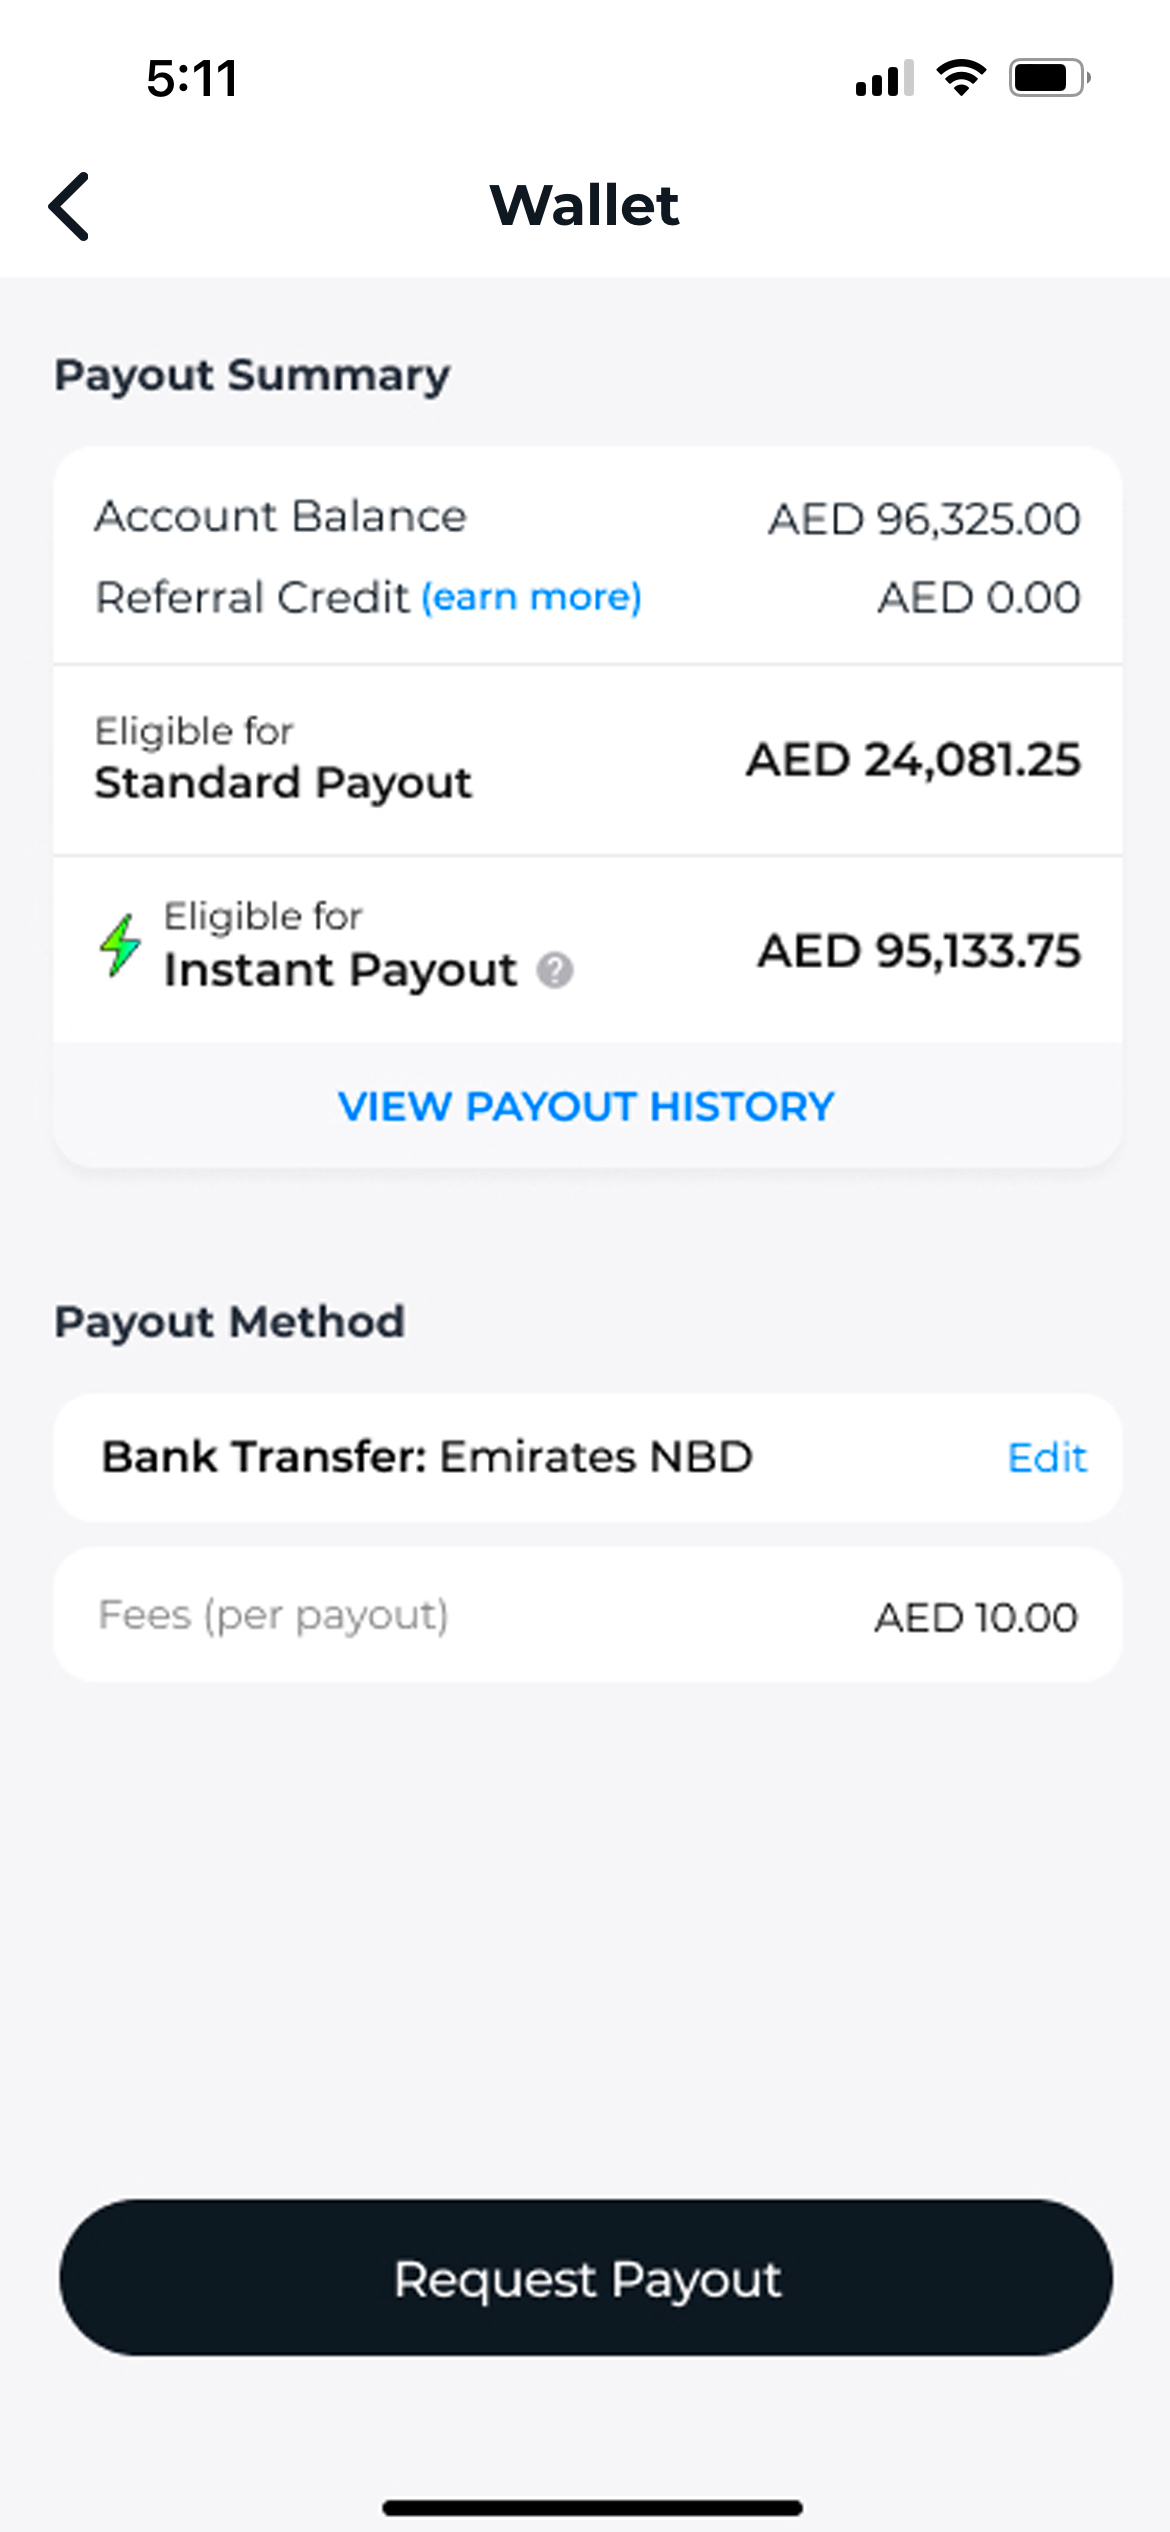 5:11
Wallet
Payout Summary
Account Balance AED 96,325.00
Referral Credit (earn more) AED 0.00
Eligible for
Standard Payout AED 24,081.25
Eligible for
Instant Payout ? AED 95,133.75
VIEW PAYOUT HISTORY
Payout Method
Bank Transfer: Emirates NBD Edit
Fees (per payout) AED 10.00
Request Payout